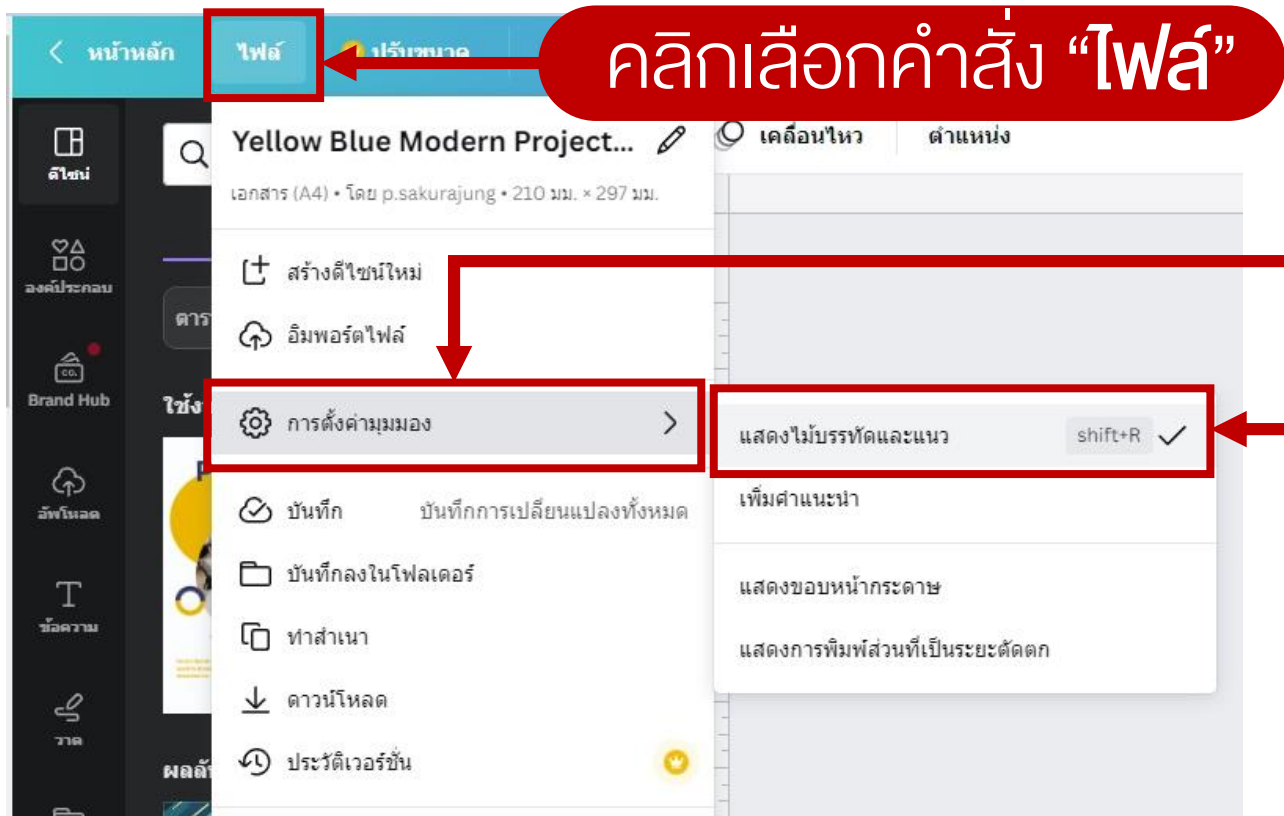 คลิกเลือกคำสั่ง “ไฟล์”
หน้าหลัก ไฟล์ ปรับขนาด
Yellow Blue Modern Project...
เอกสาร (A4) • โดย p.sakurajung • 210 มม. × 297 มม.
เคลื่อนไหว ตำแหน่ง
ดีไซน์
องค์ประกอบ
Brand Hub
อัพโหลด
ข้อความ
วาด
สร้างดีไซน์ใหม่
อิมพอร์ตไฟล์
การตั้งค่ามุมมอง
บันทึก บันทึกการเปลี่ยนแปลงทั้งหมด
บันทึกลงในโฟลเดอร์
ทำสำเนา
ดาวน์โหลด
ประวัติเวอร์ชั่น
แสดงไม้บรรทัดและแนว shift+R
เพิ่มคำแนะนำ
แสดงขอบหน้ากระดาษ
แสดงการพิมพ์ส่วนที่เป็นระยะตัดตก